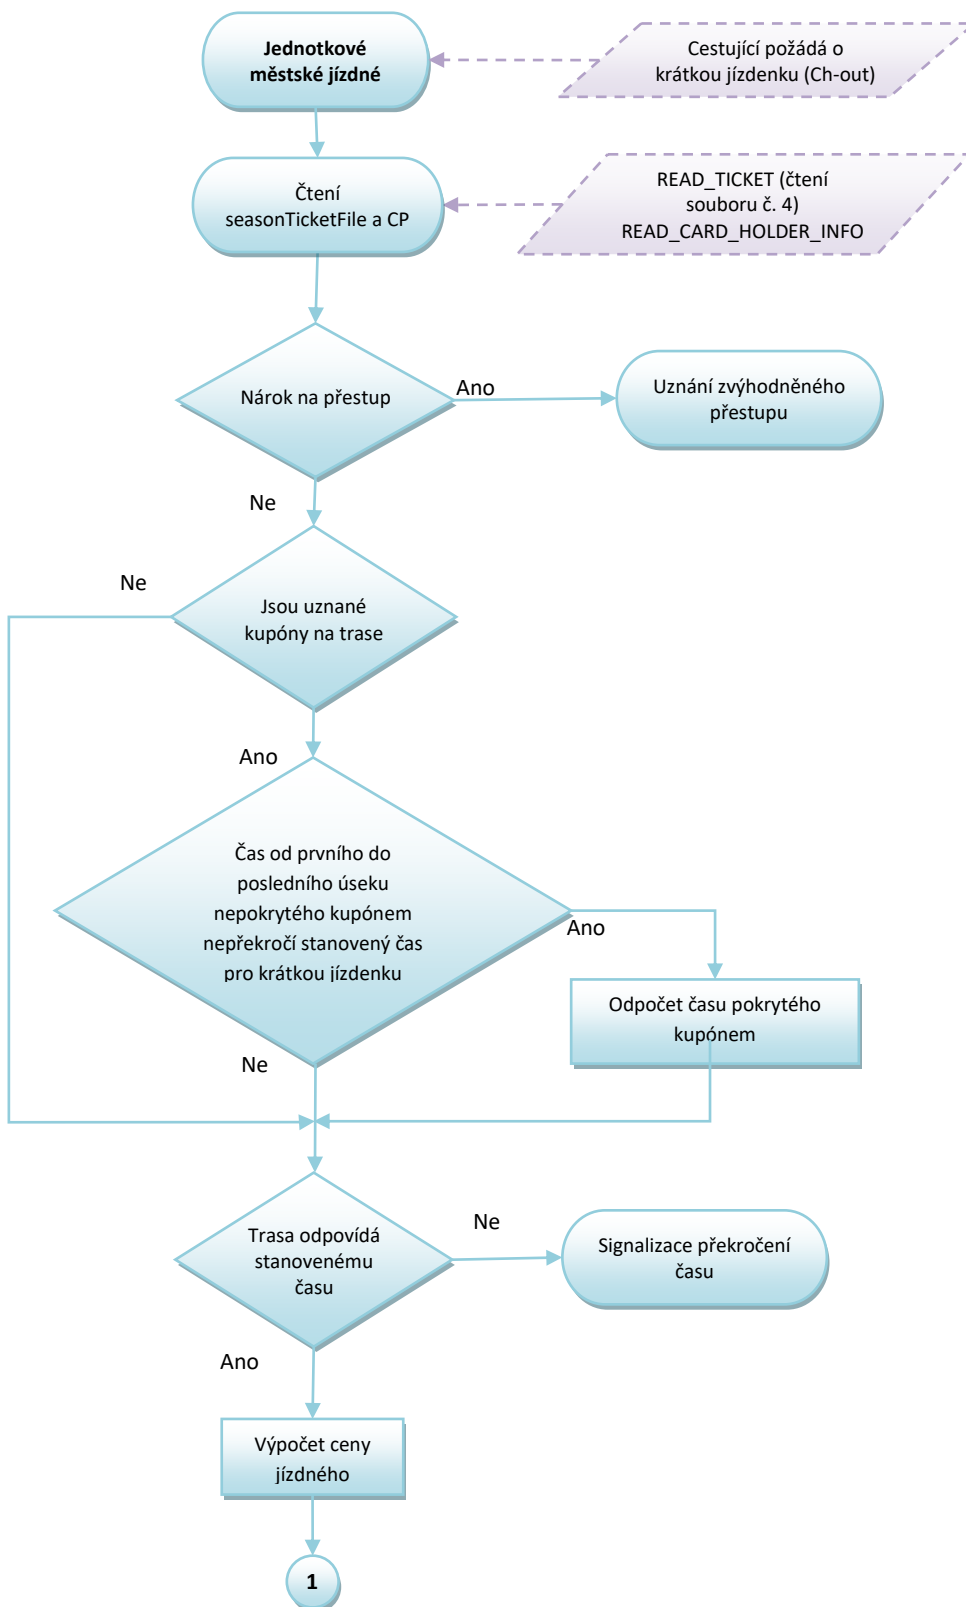 Jednotkové
městské jízdné
Cestující požádá o
krátkou jízdenku (Ch-out)
Čtení
seasonTicketFile a CP
READ_TICKET (čtení
souboru č. 4)
READ_CARD_HOLDER_INFO
Nárok na přestup
Ano
Uznání zvýhodněného
přestupu
Ne
Ne
Jsou uznané
kupóny na trase
Ano
Čas od prvního do
posledního úseku
nepokrytého kupónem
nepřekročí stanovený čas
pro krátkou jízdenku
Ano
Odpočet času pokrytého
kupónem
Ne
Trasa odpovídá
stanovenému
času
Ne
Signalizace překročení
času
Ano
Výpočet ceny
jízdného
1